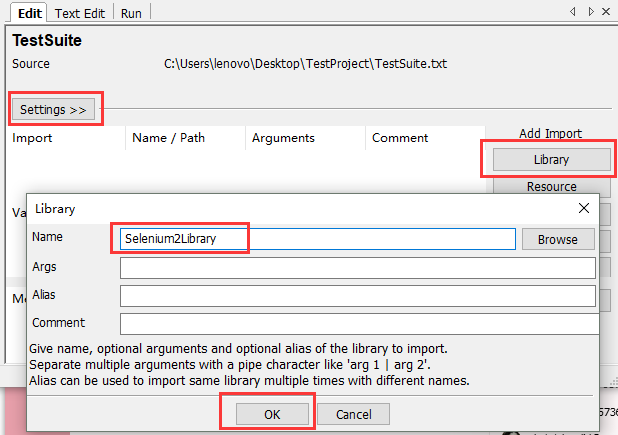 Edit Text Edit Run
TestSuite
Source C:\Users\lenovo\Desktop\TestProject\TestSuite.txt
Settings >>
Import Name / Path Arguments Comment Add Import
Library
Resource
Va
Library
Name Selenium2Library Browse
Args
Alias
Comment
Me
Give name, optional arguments and optional alias of the library to import.
Separate multiple arguments with a pipe character like 'arg 1 | arg 2'.
Alias can be used to import same library multiple times with different names.
OK Cancel